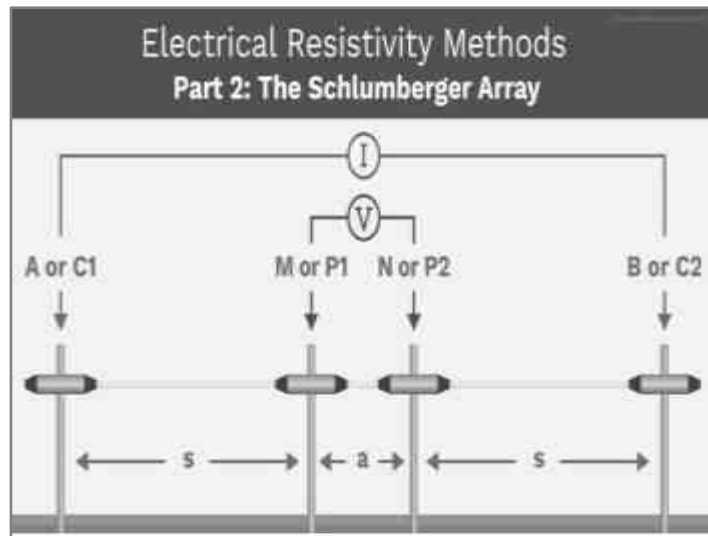 Electrical Resistivity Methods
Part 2: The Schlumberger Array
I
V
A or C1 M or P1 N or P2 B or C2
s a s